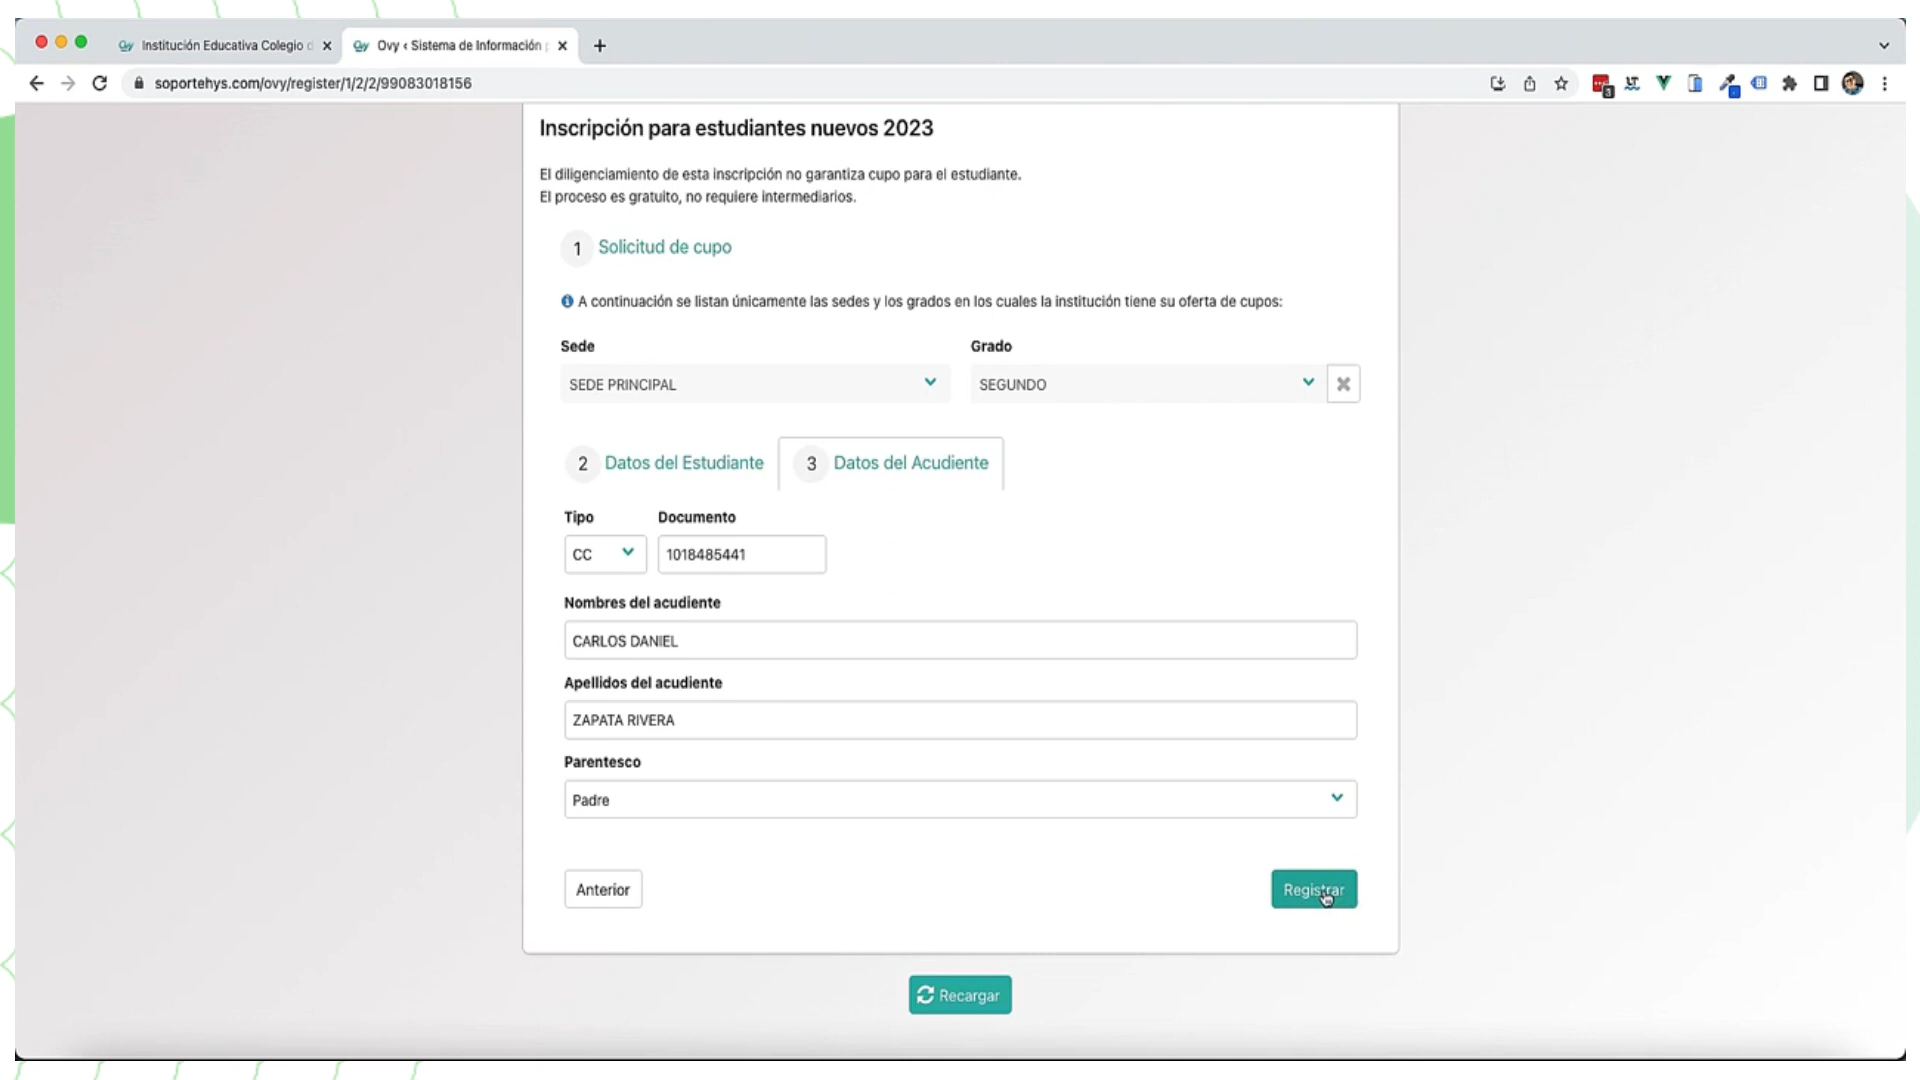 Institución Educativa Colegio d
Ovy ‹ Sistema de Información p
soportehys.com/ovy/register/1/2/2/99083018156
3
Inscripción para estudiantes nuevos 2023
El diligenciamiento de esta inscripción no garantiza cupo para el estudiante.
El proceso es gratuito, no requiere intermediarios.
1 Solicitud de cupo
A continuación se listan únicamente las sedes y los grados en los cuales la institución tiene su oferta de cupos:
Sede Grado
SEDE PRINCIPAL SEGUNDO
2 Datos del Estudiante 3 Datos del Acudiente
Tipo Documento
CC 1018485441
Nombres del acudiente
CARLOS DANIEL
Apellidos del acudiente
ZAPATA RIVERA
Parentesco
Padre
Anterior Registrar
Recargar